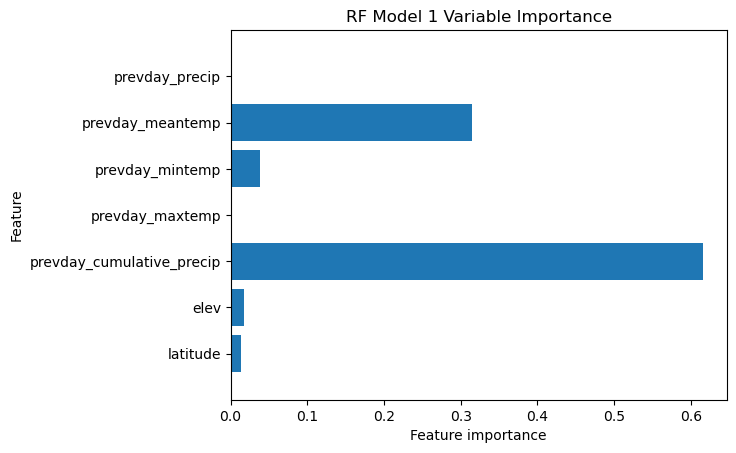 RF Model 1 Variable Importance
Feature
prevday_precip
prevday_meantemp
prevday_mintemp
prevday_maxtemp
prevday_cumulative_precip
elev
latitude
0.0 0.1 0.2 0.3 0.4 0.5 0.6
Feature importance